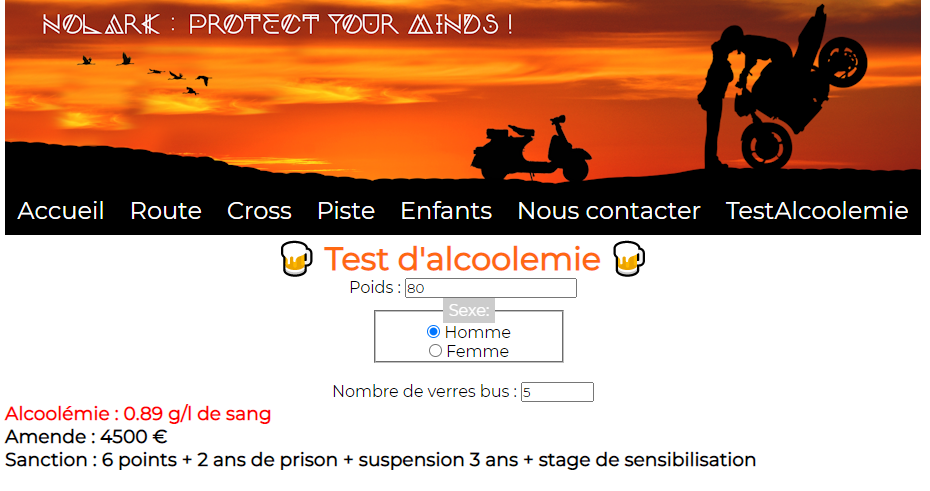 NOLARK : PROTECT YOUR MINDS !
Accueil Route Cross Piste Enfants Nous contacter TestAlcoolemie
Test d'alcoolemie
Poids : 80
Sexe:
Homme
Femme
Nombre de verres bus : 5
Alcoolémie : 0.89 g/l de sang
Amende : 4500 €
Sanction : 6 points + 2 ans de prison + suspension 3 ans + stage de sensibilisation